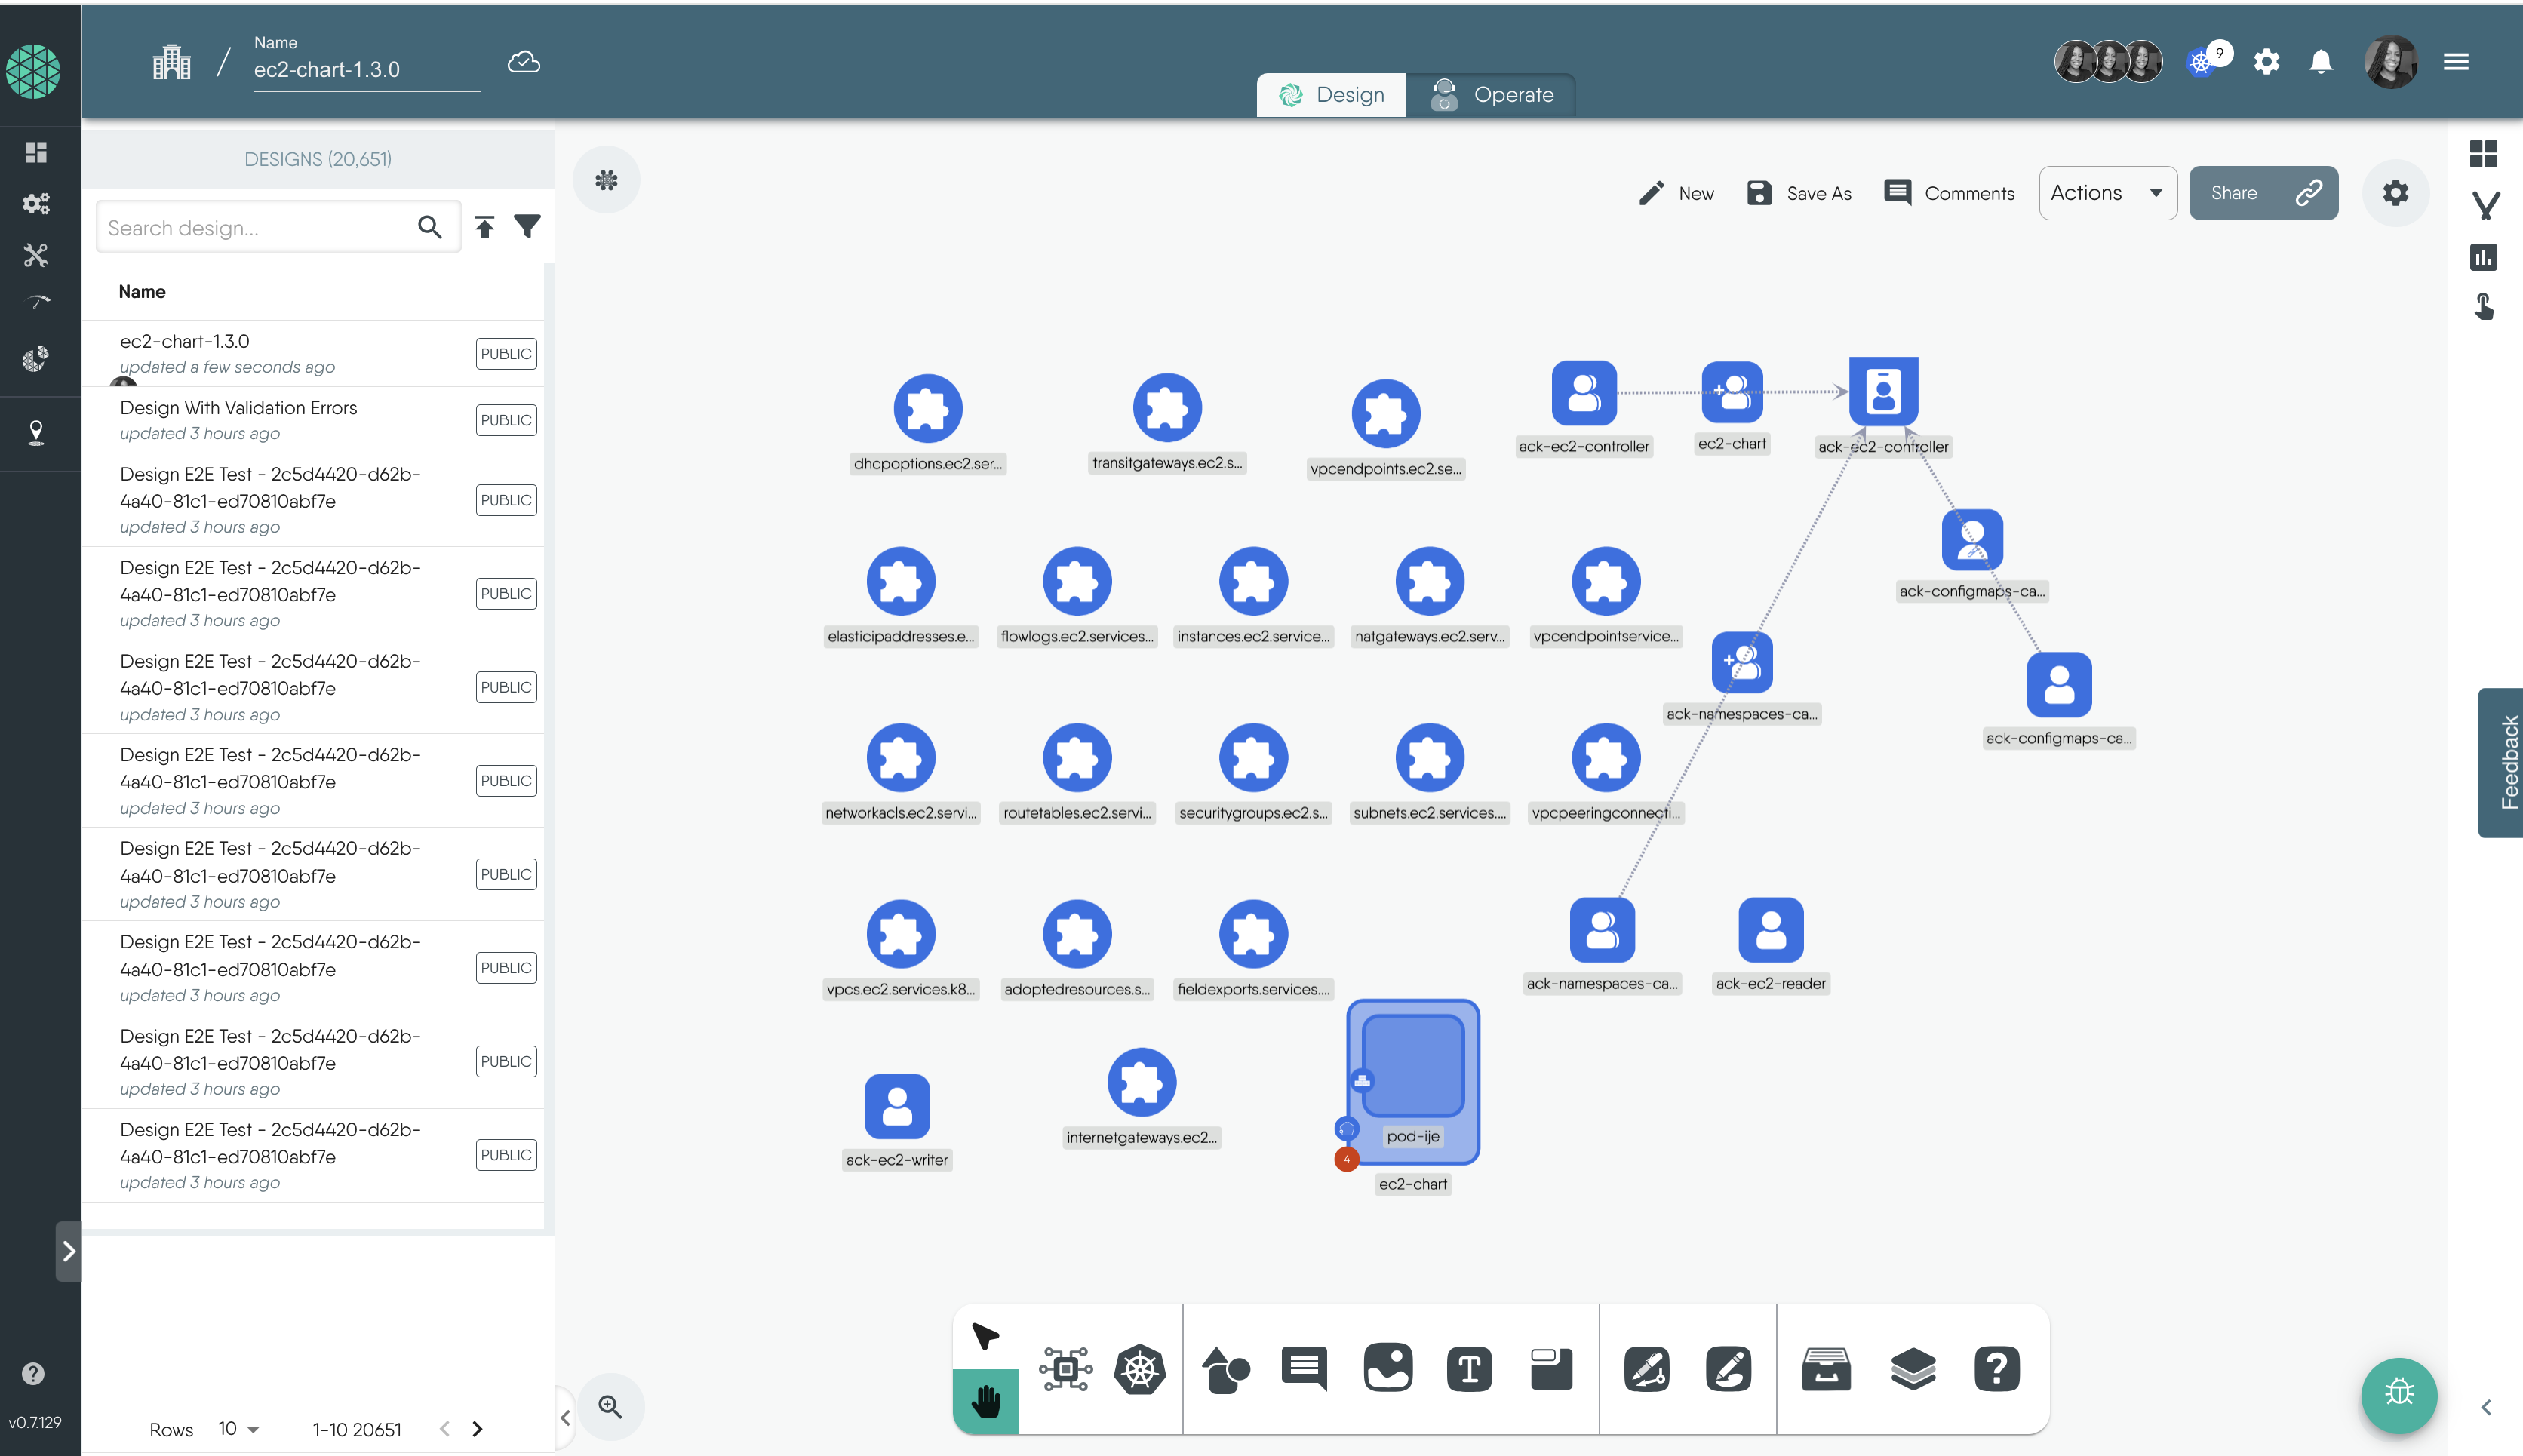 Name
ec2-chart-1.3.0
9
Design
Operate
DESIGNS (20,651)
Search design...
New
Save As
Comments
Actions
Share
Name
ec2-chart-1.3.0
updated a few seconds ago
PUBLIC
Design With Validation Errors
updated 3 hours ago
PUBLIC
Design E2E Test - 2c5d4420-d62b-
4a40-81c1-ed70810abf7e
updated 3 hours ago
PUBLIC
Design E2E Test - 2c5d4420-d62b-
4a40-81c1-ed70810abf7e
updated 3 hours ago
PUBLIC
Design E2E Test - 2c5d4420-d62b-
4a40-81c1-ed70810abf7e
updated 3 hours ago
PUBLIC
Design E2E Test - 2c5d4420-d62b-
4a40-81c1-ed70810abf7e
updated 3 hours ago
PUBLIC
Design E2E Test - 2c5d4420-d62b-
4a40-81c1-ed70810abf7e
updated 3 hours ago
PUBLIC
Design E2E Test - 2c5d4420-d62b-
4a40-81c1-ed70810abf7e
updated 3 hours ago
PUBLIC
Design E2E Test - 2c5d4420-d62b-
4a40-81c1-ed70810abf7e
updated 3 hours ago
PUBLIC
Design E2E Test - 2c5d4420-d62b-
4a40-81c1-ed70810abf7e
updated 3 hours ago
PUBLIC
Rows 10 1-10 20651
v0.7.129
dhcpoptions.ec2.ser...
transitgateways.ec2.s...
vpcendpoints.ec2.se...
ack-ec2-controller
ec2-chart
ack-ec2-controller
ack-configmaps-ca...
elasticipaddresses.e...
flowlogs.ec2.services...
instances.ec2.service...
natgateways.ec2.serv...
vpcendpointservice...
ack-namespaces-ca...
ack-configmaps-ca...
networkacls.ec2.servi...
routetables.ec2.servi...
securitygroups.ec2.s...
subnets.ec2.services....
vpcpeeringconnecti...
vpcs.ec2.services.k8...
adoptedresources.s...
fieldexports.services....
ack-namespaces-ca...
ack-ec2-reader
ack-ec2-writer
internetgateways.ec2...
pod-ije
4
ec2-chart
T
?
Feedback